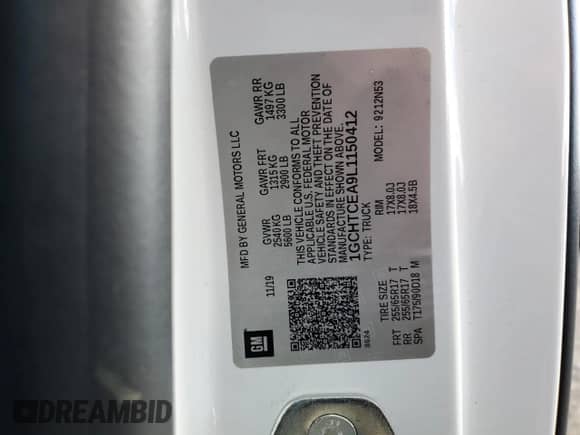 GM
MFD BY GENERAL MOTORS LLC
11/19
GVWR GAWR FRT GAWR RR
2540 KG 1315 KG 1497 KG
5600 LB 2900 LB 3300 LB
THIS VEHICLE CONFORMS TO ALL
APPLICABLE U.S. FEDERAL MOTOR
VEHICLE SAFETY AND THEFT PREVENTION
STANDARDS IN EFFECT ON THE DATE OF
MANUFACTURE SHOWN ABOVE.
1GCHTCEA9L1150412
TYPE: TRUCK 9212N53
8624
TIRE SIZE RIM
FRT 255/65R17 T 17X8.0J
RR 255/65R17 T 17X8.0J
SPA T175/90D18 M 18X4.5B
DREAMBID